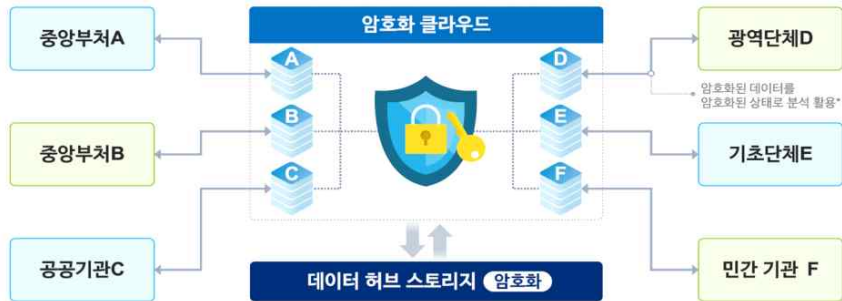 중앙부처A
암호화 클라우드
광역단체D
A
D
암호화된 데이터를
암호화된 상태로 분석 활용*
중앙부처B
B
E
기초단체E
C
F
공공기관C
데이터 허브 스토리지 암호화
민간 기관 F